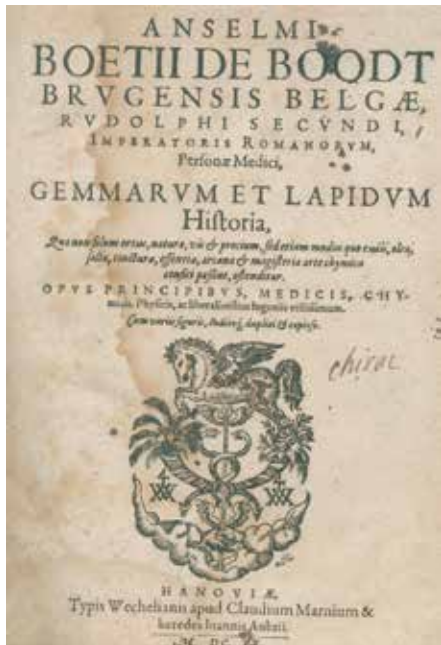 ANSELMI
BOETII DE BOODT
BRVGENSIS BELGÆ,
RVDOLPHI SECVNDI,
IMPERATORIS ROMANORVM,
Personæ Medici,
GEMMARVM ET LAPIDVM
Historia,
Qua non solum ortus, natura, vis & precium, sed etiam modus quo ex iis, olea,
salia, tincturæ, essentiæ, arcana & magisteria arte chymica
confici possint, ostenditur.
OPVS PRINCIPIBVS, MEDICIS, CHY-
micis, Physicis, ac liberalioribus ingeniis vtilissimum.
Cum variis figuris, Indiceq; duplici & copioso.
chirac
HANOVIÆ,
Typis Wechelianis apud Claudium Marnium &
heredes Ioannis Aubrii.